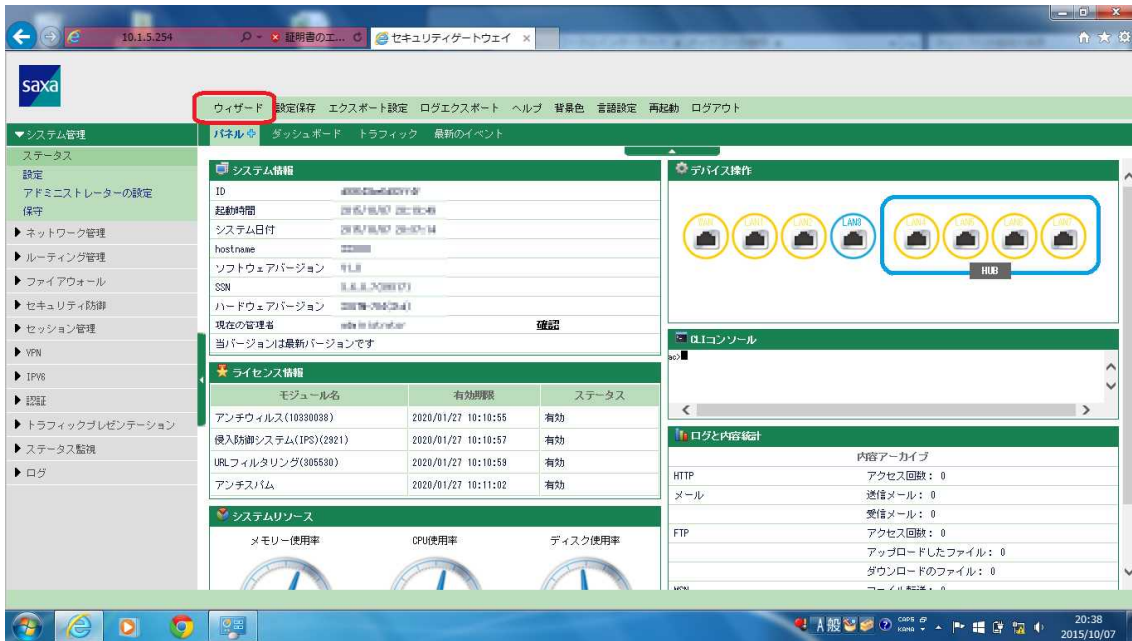 10.1.5.254
証明書のエ...
セキュリティゲートウェイ
saxa
ウィザード 設定保存 エクスポート設定 ログエクスポート ヘルプ 背景色 言語設定 再起動 ログアウト
▼システム管理
パネル ダッシュボード トラフィック 最新のイベント
ステータス
設定
アドミニストレーターの設定
保守
▶ ネットワーク管理
▶ ルーティング管理
▶ ファイアウォール
▶ セキュリティ防御
▶ セッション管理
▶ VPN
▶ IPV6
▶ 認証
▶ トラフィックプレゼンテーション
▶ ステータス監視
▶ ログ
システム情報
ID
起動時間
システム日付
hostname
ソフトウェアバージョン
SSN
ハードウェアバージョン
現在の管理者 確認
当バージョンは最新バージョンです
ライセンス情報
モジュール名 有効期限 ステータス
アンチウィルス(10330038) 2020/01/27 10:10:55 有効
侵入防御システム(IPS)(2921) 2020/01/27 10:10:57 有効
URLフィルタリング(305530) 2020/01/27 10:10:59 有効
アンチスパム 2020/01/27 10:11:02 有効
システムリソース
メモリー使用率 CPU使用率 ディスク使用率
デバイス操作
LAN3
HUB
CLIコンソール
ac>
ログと内容統計
内容アーカイブ
HTTP アクセス回数: 0
メール 送信メール: 0
受信メール: 0
FTP アクセス回数: 0
アップロードしたファイル: 0
ダウンロードのファイル: 0
A 般
CAPS
KANA
20:38
2015/10/07